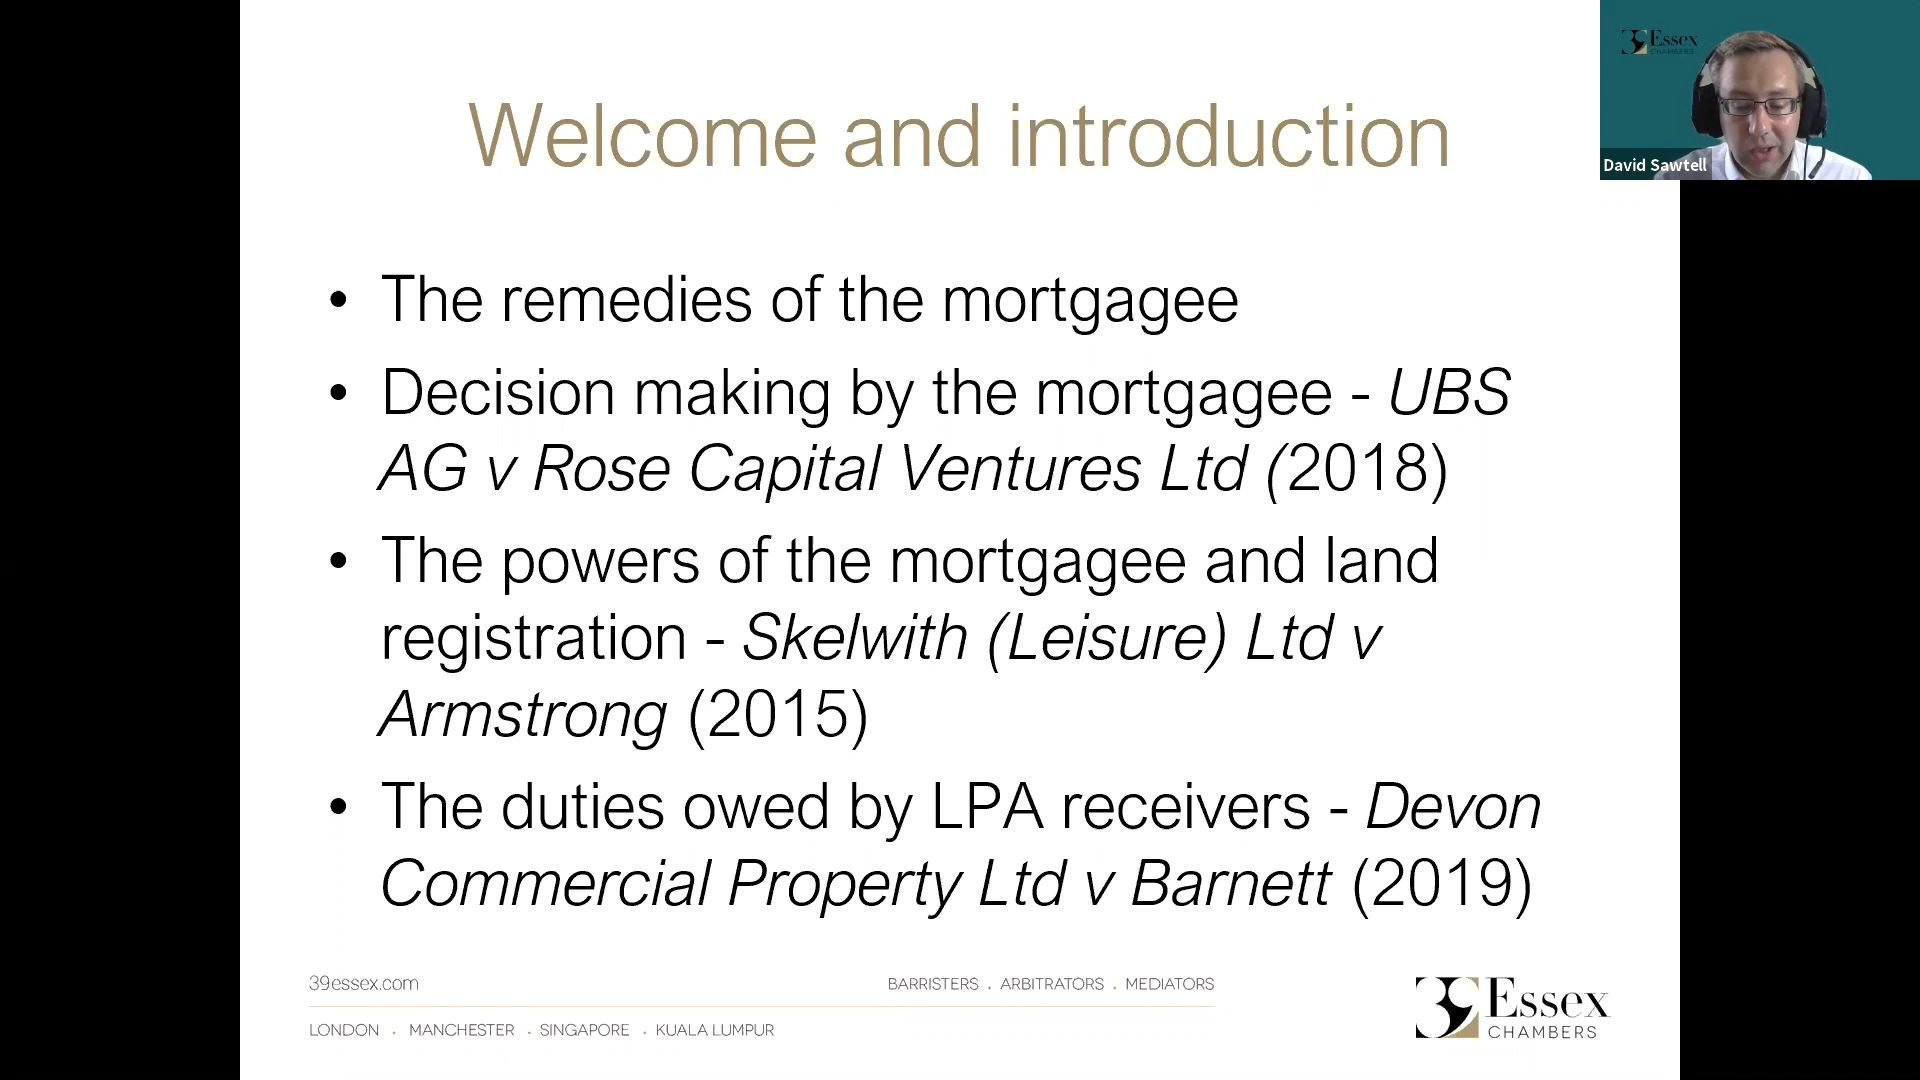 Welcome and introduction
39 Essex
CHAMBERS
David Sawtell
• The remedies of the mortgagee
• Decision making by the mortgagee - UBS
AG v Rose Capital Ventures Ltd (2018)
• The powers of the mortgagee and land
registration - Skelwith (Leisure) Ltd v
Armstrong (2015)
• The duties owed by LPA receivers - Devon
Commercial Property Ltd v Barnett (2019)
39essex.com
BARRISTERS . ARBITRATORS . MEDIATORS
LONDON . MANCHESTER . SINGAPORE . KUALA LUMPUR
39 Essex
CHAMBERS